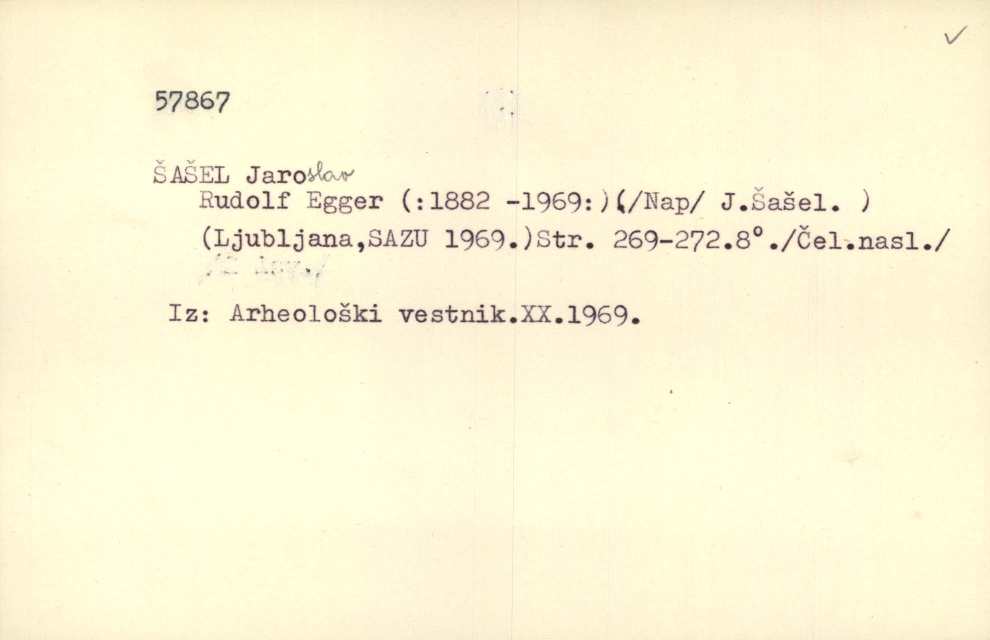 57867
ŠAŠEL Jaroslav
Rudolf Egger (:1882 -1969:)(/Nap/ J.Šašel. )
(Ljubljana,SAZU 1969.)Str. 269-272.8°./Čel.nasl./
Iz: Arheološki vestnik.XX.1969.